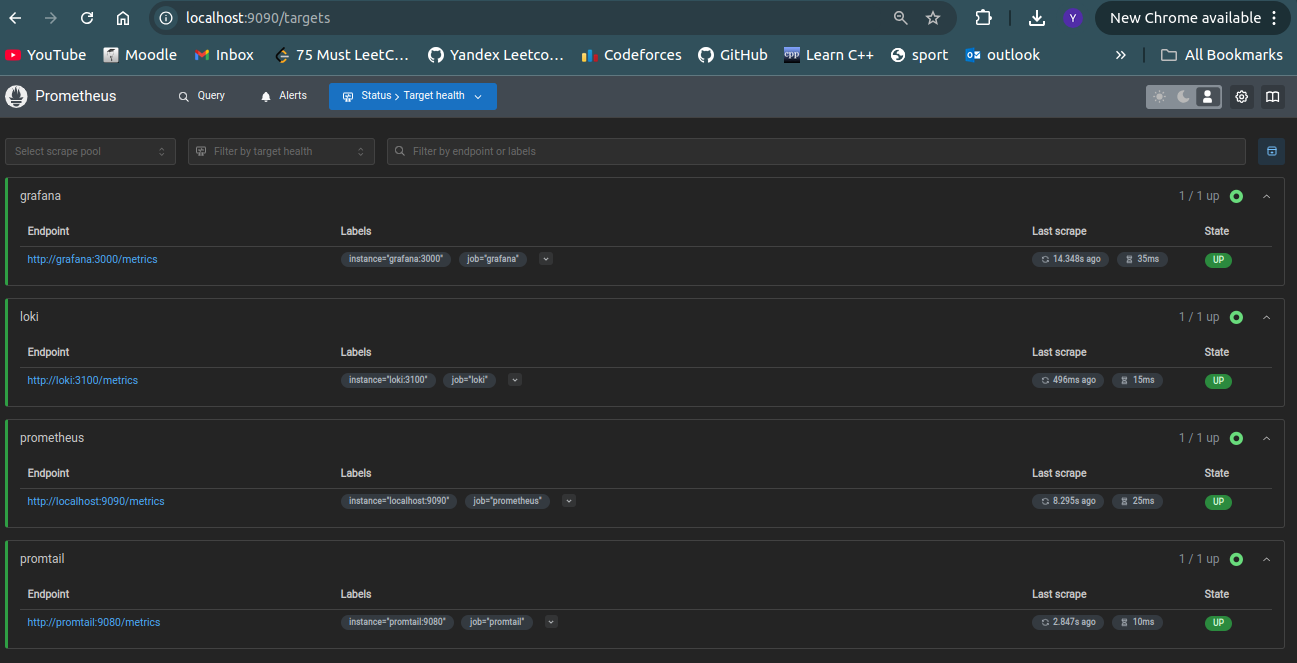 localhost:9090/targets
Y
New Chrome available
YouTube Moodle Inbox 75 Must LeetC... Yandex Leetco... Codeforces GitHub cpp Learn C++ sport outlook » All Bookmarks
Prometheus Query Alerts Status > Target health
Select scrape pool Filter by target health Filter by endpoint or labels
grafana 1 / 1 up
Endpoint Labels Last scrape State
http://grafana:3000/metrics instance="grafana:3000" job="grafana" 14.348s ago 35ms UP
loki 1 / 1 up
Endpoint Labels Last scrape State
http://loki:3100/metrics instance="loki:3100" job="loki" 496ms ago 15ms UP
prometheus 1 / 1 up
Endpoint Labels Last scrape State
http://localhost:9090/metrics instance="localhost:9090" job="prometheus" 8.295s ago 25ms UP
promtail 1 / 1 up
Endpoint Labels Last scrape State
http://promtail:9080/metrics instance="promtail:9080" job="promtail" 2.847s ago 10ms UP